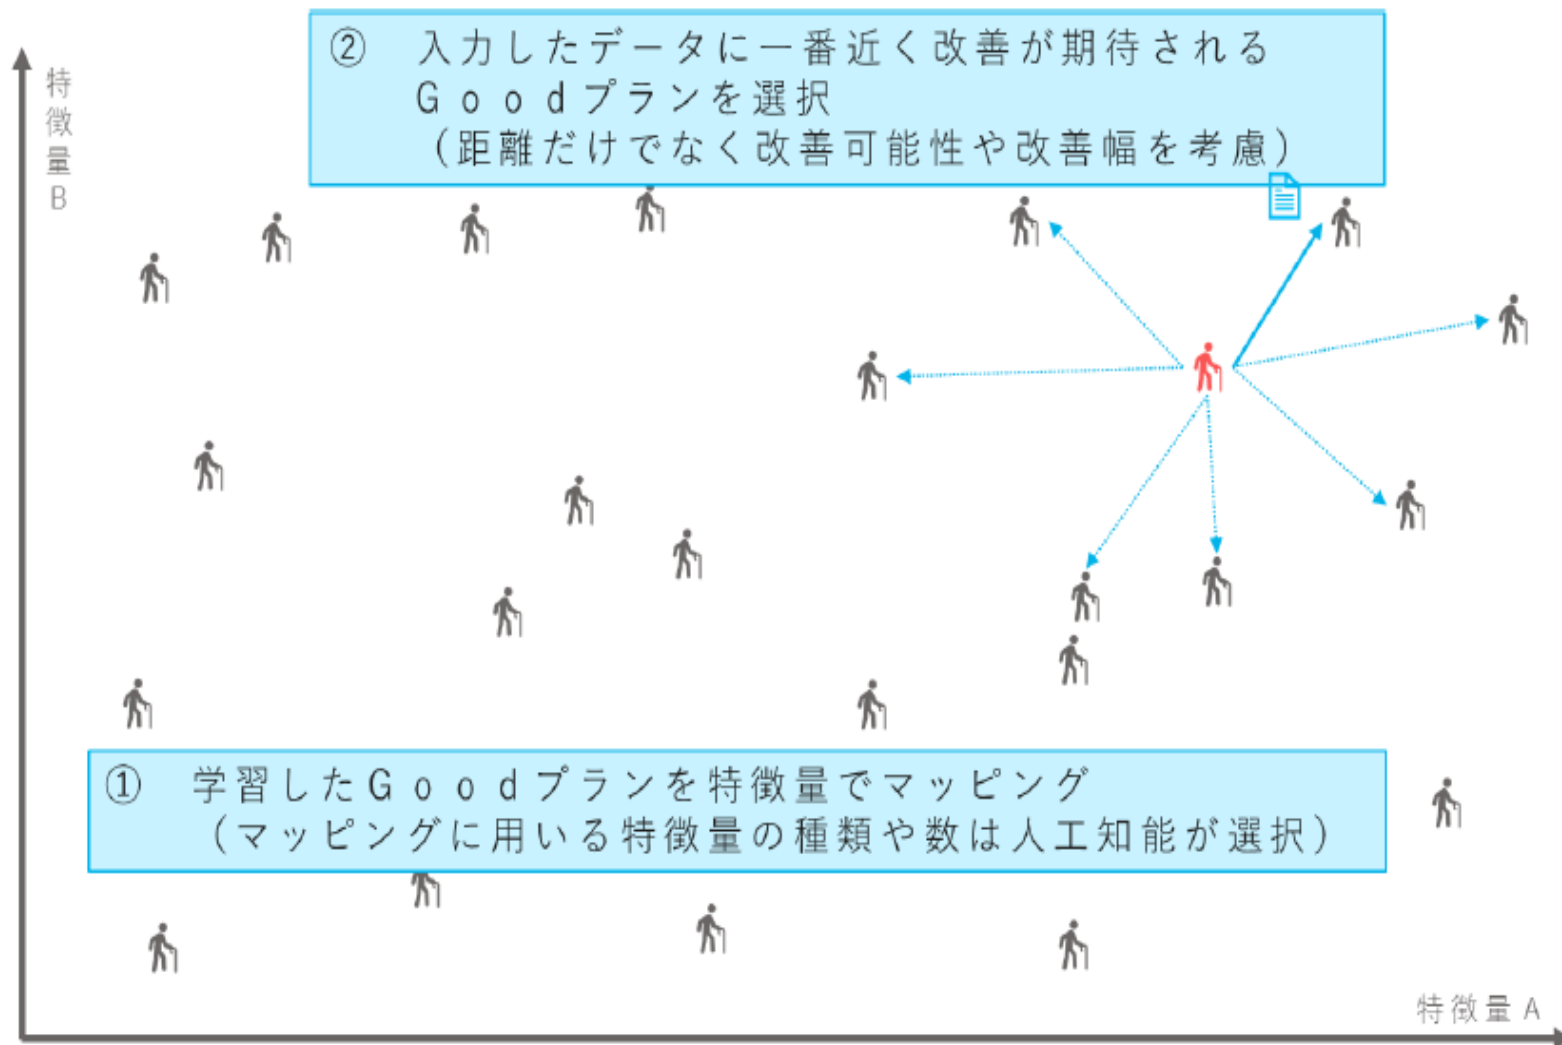 特徴量B
② 入力したデータに一番近く改善が期待される
Goodプランを選択
（距離だけでなく改善可能性や改善幅を考慮）
① 学習したGoodプランを特徴量でマッピング
（マッピングに用いる特徴量の種類や数は人工知能が選択）
特徴量A